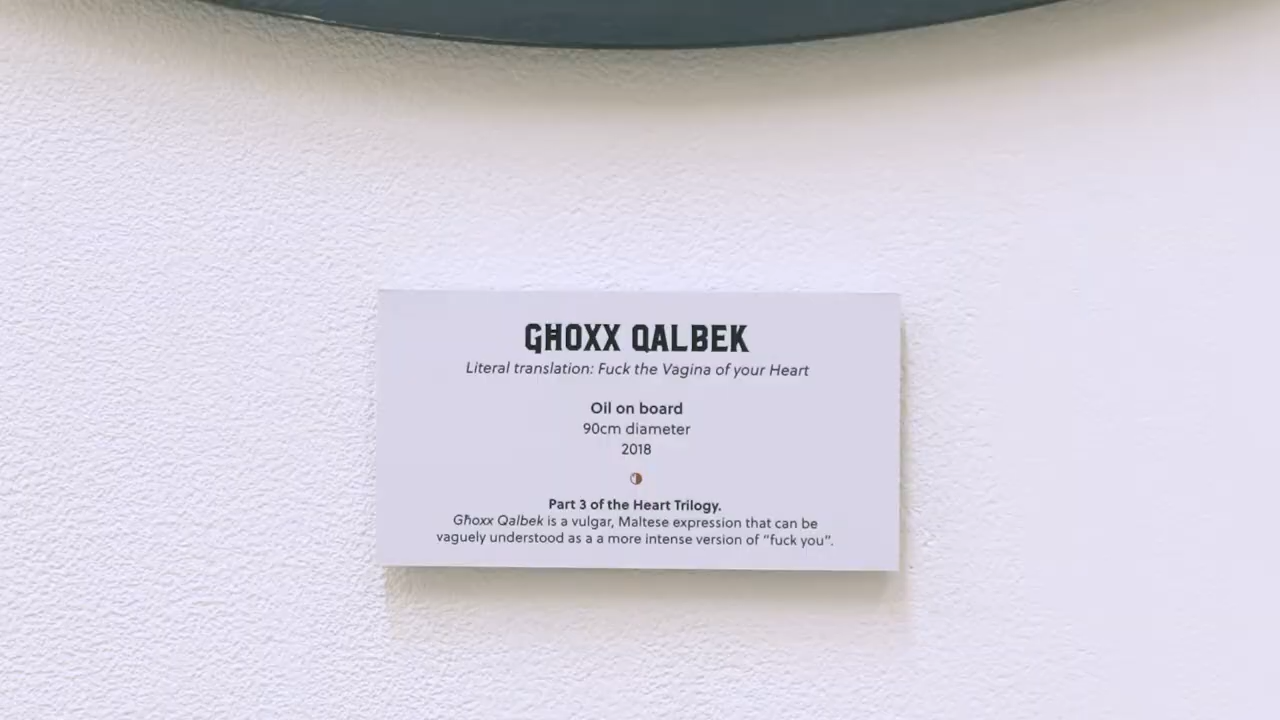 GĦOXX QALBEK
Literal translation: Fuck the Vagina of your Heart
Oil on board
90cm diameter
2018
Part 3 of the Heart Trilogy.
Għoxx Qalbek is a vulgar, Maltese expression that can be
vaguely understood as a a more intense version of “fuck you”.